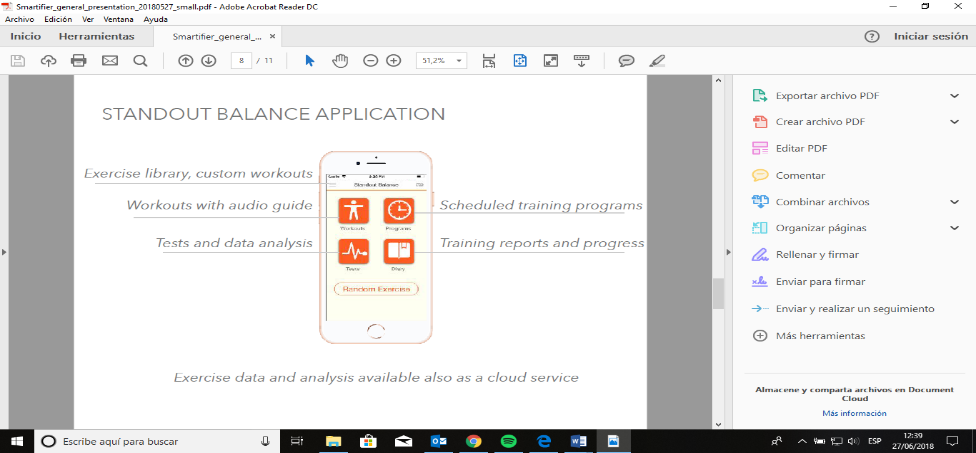 Smartifier_general_presentation_20180527_small.pdf - Adobe Acrobat Reader DC
Archivo Edición Ver Ventana Ayuda
Inicio Herramientas Smartifier_general_... × Iniciar sesión
8 / 11 51,2%
STANDOUT BALANCE APPLICATION
Exercise library, custom workouts
Workouts with audio guide
Tests and data analysis
Standout Balance
Workouts Programs
Tests Diary
Random Exercise
Scheduled training programs
Training reports and progress
Exercise data and analysis available also as a cloud service
Exportar archivo PDF
Crear archivo PDF
Editar PDF
Comentar
Combinar archivos
Organizar páginas
Rellenar y firmar
Enviar para firmar
Enviar y realizar un seguimiento
Más herramientas
Almacene y comparta archivos en Document
Cloud
Más información
Escribe aquí para buscar
ESP
12:39
27/06/2018